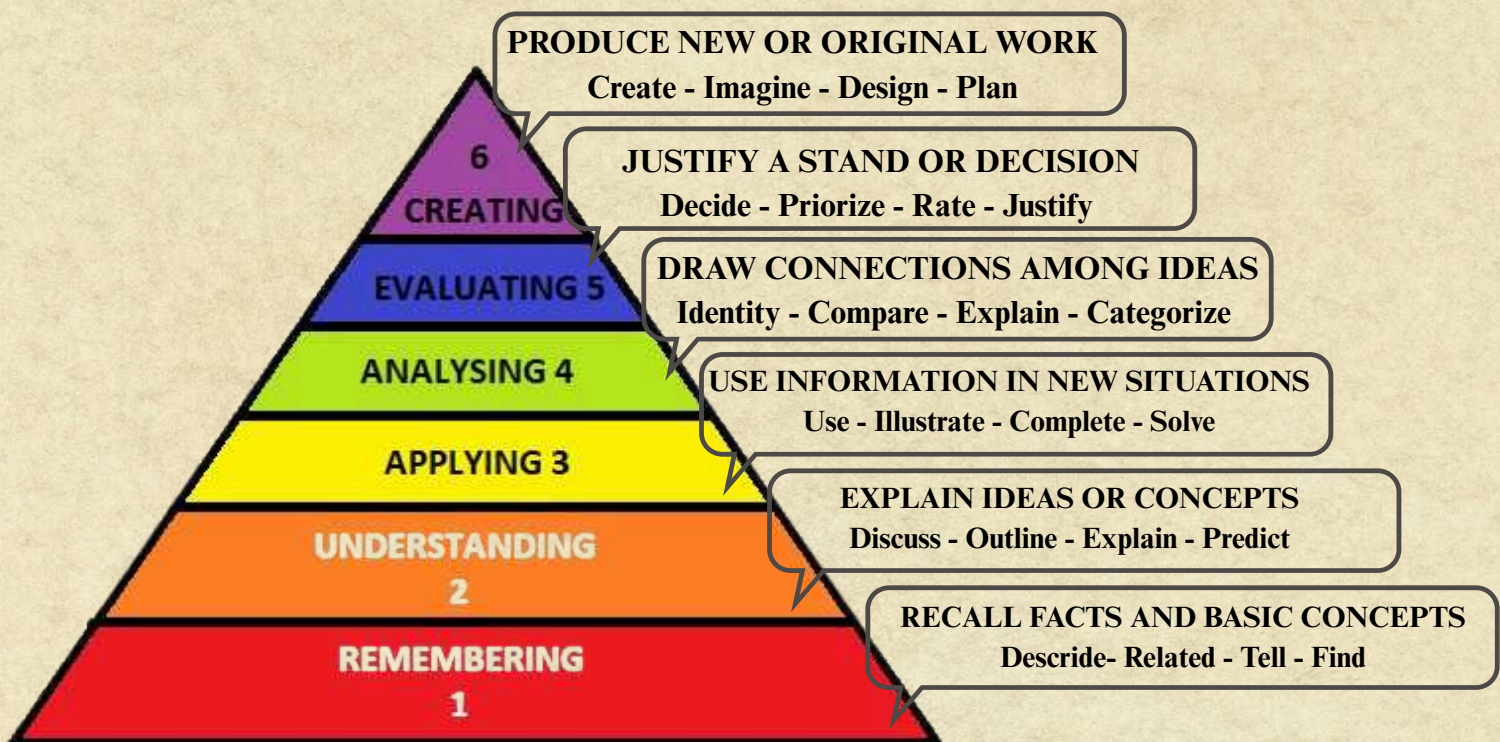 PRODUCE NEW OR ORIGINAL WORK
Create - Imagine - Design - Plan
6
CREATING
JUSTIFY A STAND OR DECISION
Decide - Priorize - Rate - Justify
EVALUATING 5
DRAW CONNECTIONS AMONG IDEAS
Identity - Compare - Explain - Categorize
ANALYSING 4
USE INFORMATION IN NEW SITUATIONS
Use - Illustrate - Complete - Solve
APPLYING 3
EXPLAIN IDEAS OR CONCEPTS
Discuss - Outline - Explain - Predict
UNDERSTANDING
2
RECALL FACTS AND BASIC CONCEPTS
Descride- Related - Tell - Find
REMEMBERING
1